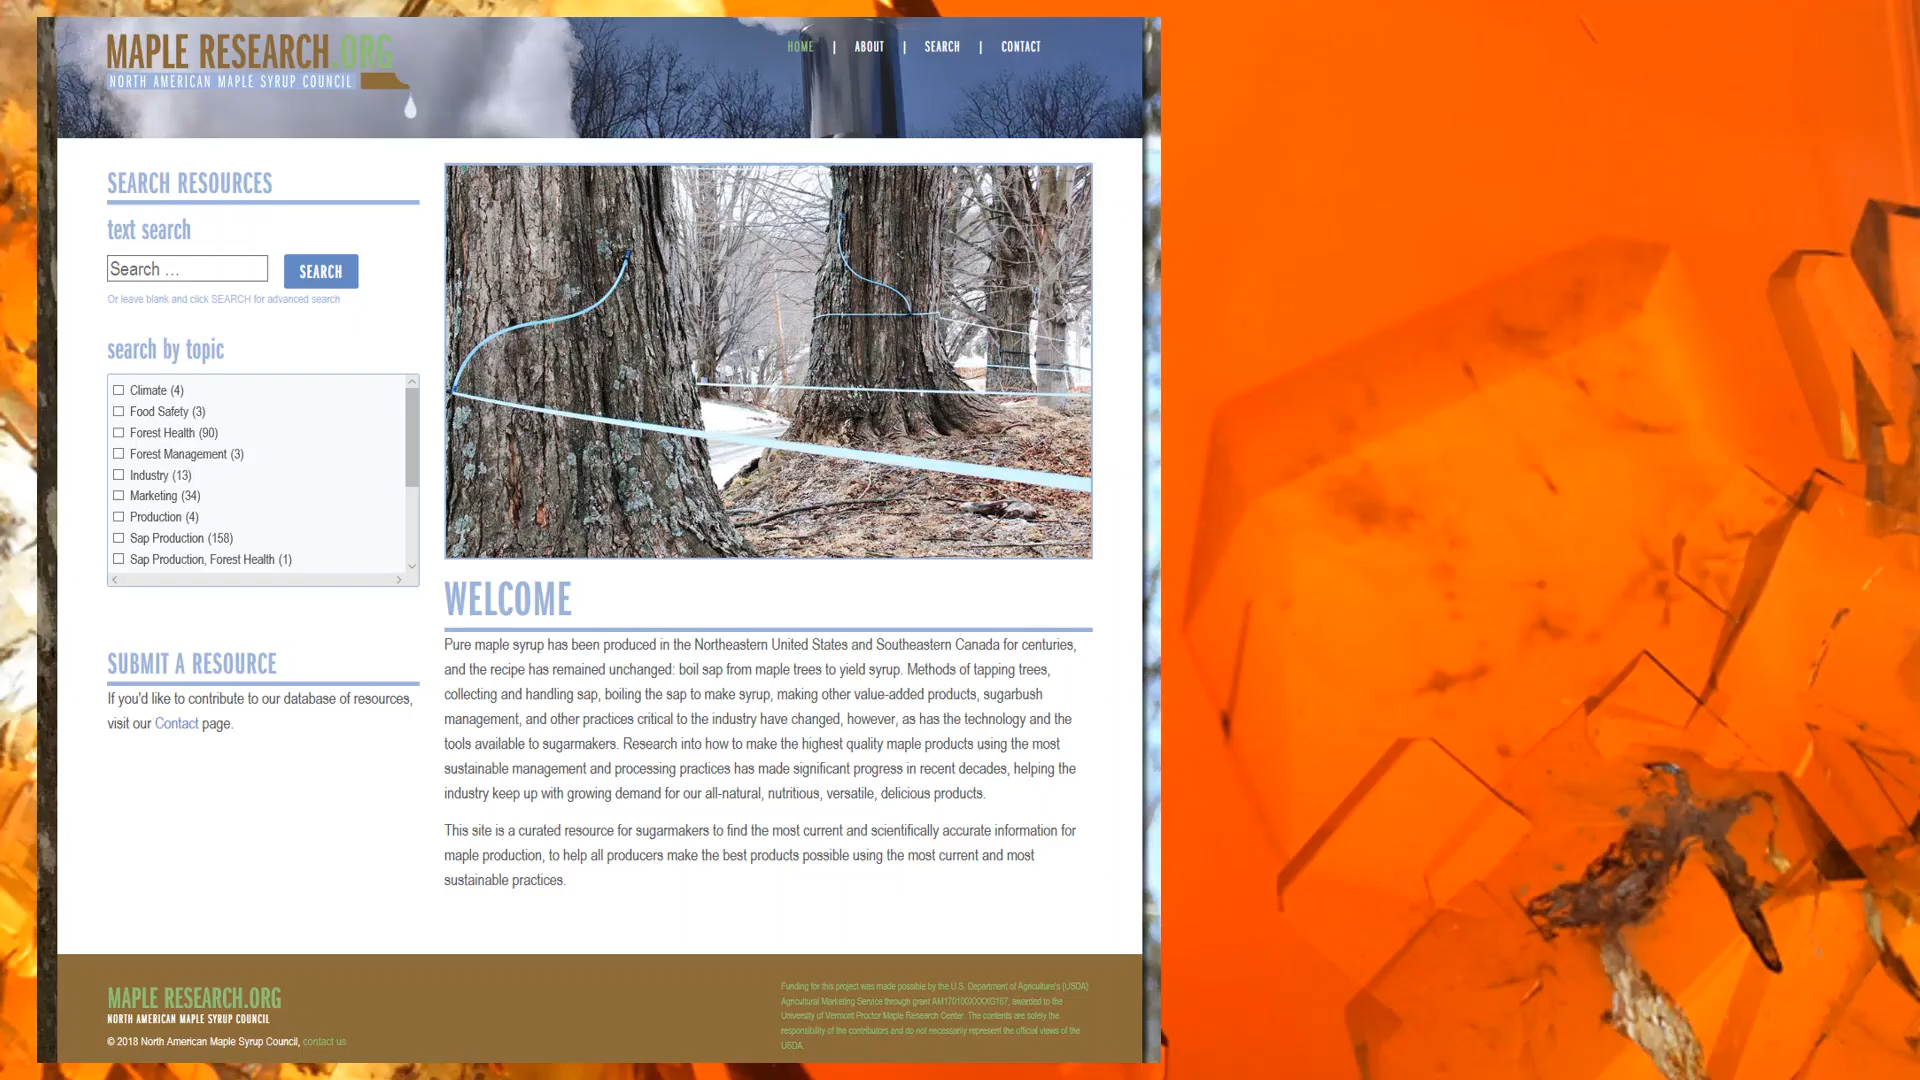 MAPLE RESEARCH.ORG
NORTH AMERICAN MAPLE SYRUP COUNCIL
HOME | ABOUT | SEARCH | CONTACT
SEARCH RESOURCES
text search
Search …
SEARCH
Or leave blank and click SEARCH for advanced search
search by topic
Climate (4)
Food Safety (3)
Forest Health (90)
Forest Management (3)
Industry (13)
Marketing (34)
Production (4)
Sap Production (158)
Sap Production, Forest Health (1)
SUBMIT A RESOURCE
If you'd like to contribute to our database of resources,
visit our Contact page.
WELCOME
Pure maple syrup has been produced in the Northeastern United States and Southeastern Canada for centuries,
and the recipe has remained unchanged: boil sap from maple trees to yield syrup. Methods of tapping trees,
collecting and handling sap, boiling the sap to make syrup, making other value-added products, sugarbush
management, and other practices critical to the industry have changed, however, as has the technology and the
tools available to sugarmakers. Research into how to make the highest quality maple products using the most
sustainable management and processing practices has made significant progress in recent decades, helping the
industry keep up with growing demand for our all-natural, nutritious, versatile, delicious products.
This site is a curated resource for sugarmakers to find the most current and scientifically accurate information for
maple production, to help all producers make the best products possible using the most current and most
sustainable practices.
MAPLE RESEARCH.ORG
NORTH AMERICAN MAPLE SYRUP COUNCIL
© 2018 North American Maple Syrup Council, contact us
Funding for this project was made possible by the U.S. Department of Agriculture's (USDA)
Agricultural Marketing Service through grant AM170100XXXXG167, awarded to the
University of Vermont Proctor Maple Research Center. The contents are solely the
responsibility of the contributors and do not necessarily represent the official views of the
USDA.